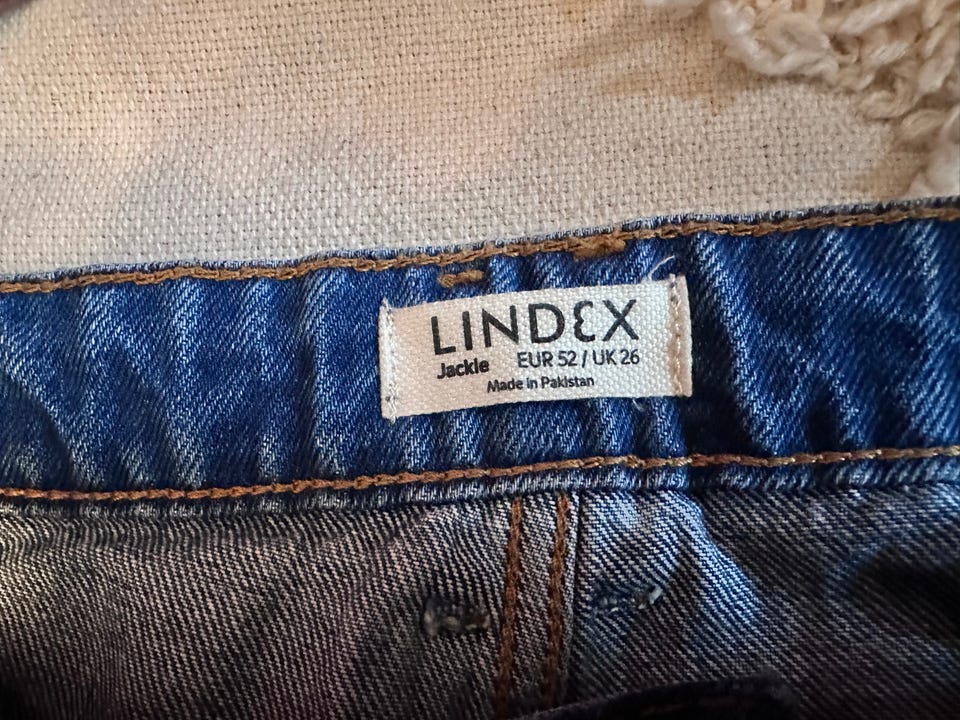 LINDEX
Jackie EUR 52 / UK 26
Made in Pakistan